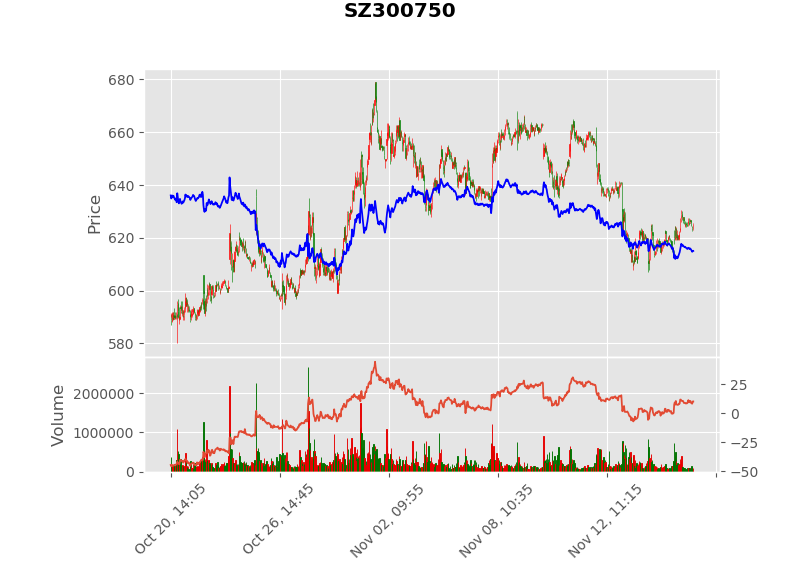 SZ300750
680
660
640
620
600
580
Price
2000000
1000000
0
Volume
25
0
−25
−50
Oct 20, 14:05
Oct 26, 14:45
Nov 02, 09:55
Nov 08, 10:35
Nov 12, 11:15